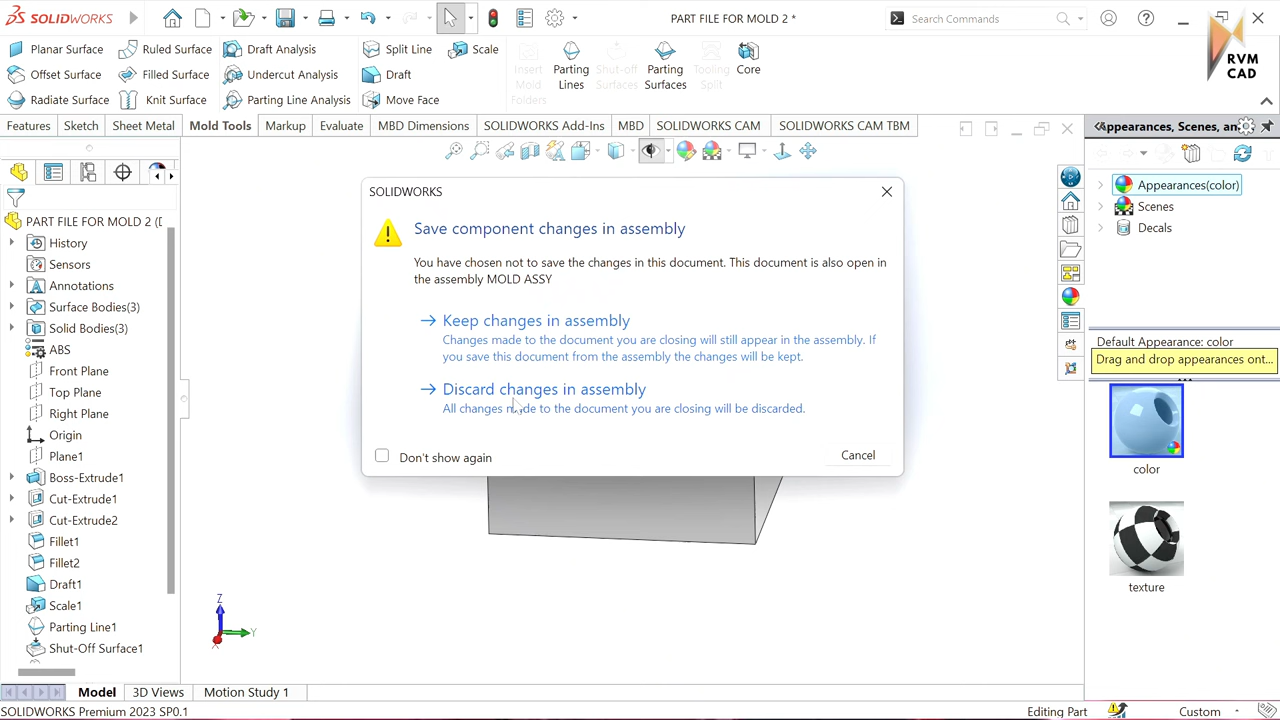 SOLIDWORKS
PART FILE FOR MOLD 2 *
Search Commands
RVM
CAD
Planar Surface
Ruled Surface
Draft Analysis
Split Line
Scale
Offset Surface
Filled Surface
Undercut Analysis
Draft
Radiate Surface
Knit Surface
Parting Line Analysis
Move Face
Insert
Mold
Folders
Parting
Lines
Shut-off
Surfaces
Parting
Surfaces
Tooling
Split
Core
Features
Sketch
Sheet Metal
Mold Tools
Markup
Evaluate
MBD Dimensions
SOLIDWORKS Add-Ins
MBD
SOLIDWORKS CAM
SOLIDWORKS CAM TBM
Appearances, Scenes, an
PART FILE FOR MOLD 2 (
History
Sensors
Annotations
Surface Bodies(3)
Solid Bodies(3)
ABS
Front Plane
Top Plane
Right Plane
Origin
Plane1
Boss-Extrude1
Cut-Extrude1
Cut-Extrude2
Fillet1
Fillet2
Draft1
Scale1
Parting Line1
Shut-Off Surface1
SOLIDWORKS
Save component changes in assembly
You have chosen not to save the changes in this document. This document is also open in
the assembly MOLD ASSY
Keep changes in assembly
Changes made to the document you are closing will still appear in the assembly. If
you save this document from the assembly the changes will be kept.
Discard changes in assembly
All changes made to the document you are closing will be discarded.
Don't show again
Cancel
Z
Y
X
Appearances(color)
Scenes
Decals
Default Appearance: color
Drag and drop appearances ont...
color
texture
Model
3D Views
Motion Study 1
SOLIDWORKS Premium 2023 SP0.1
Editing Part
Custom